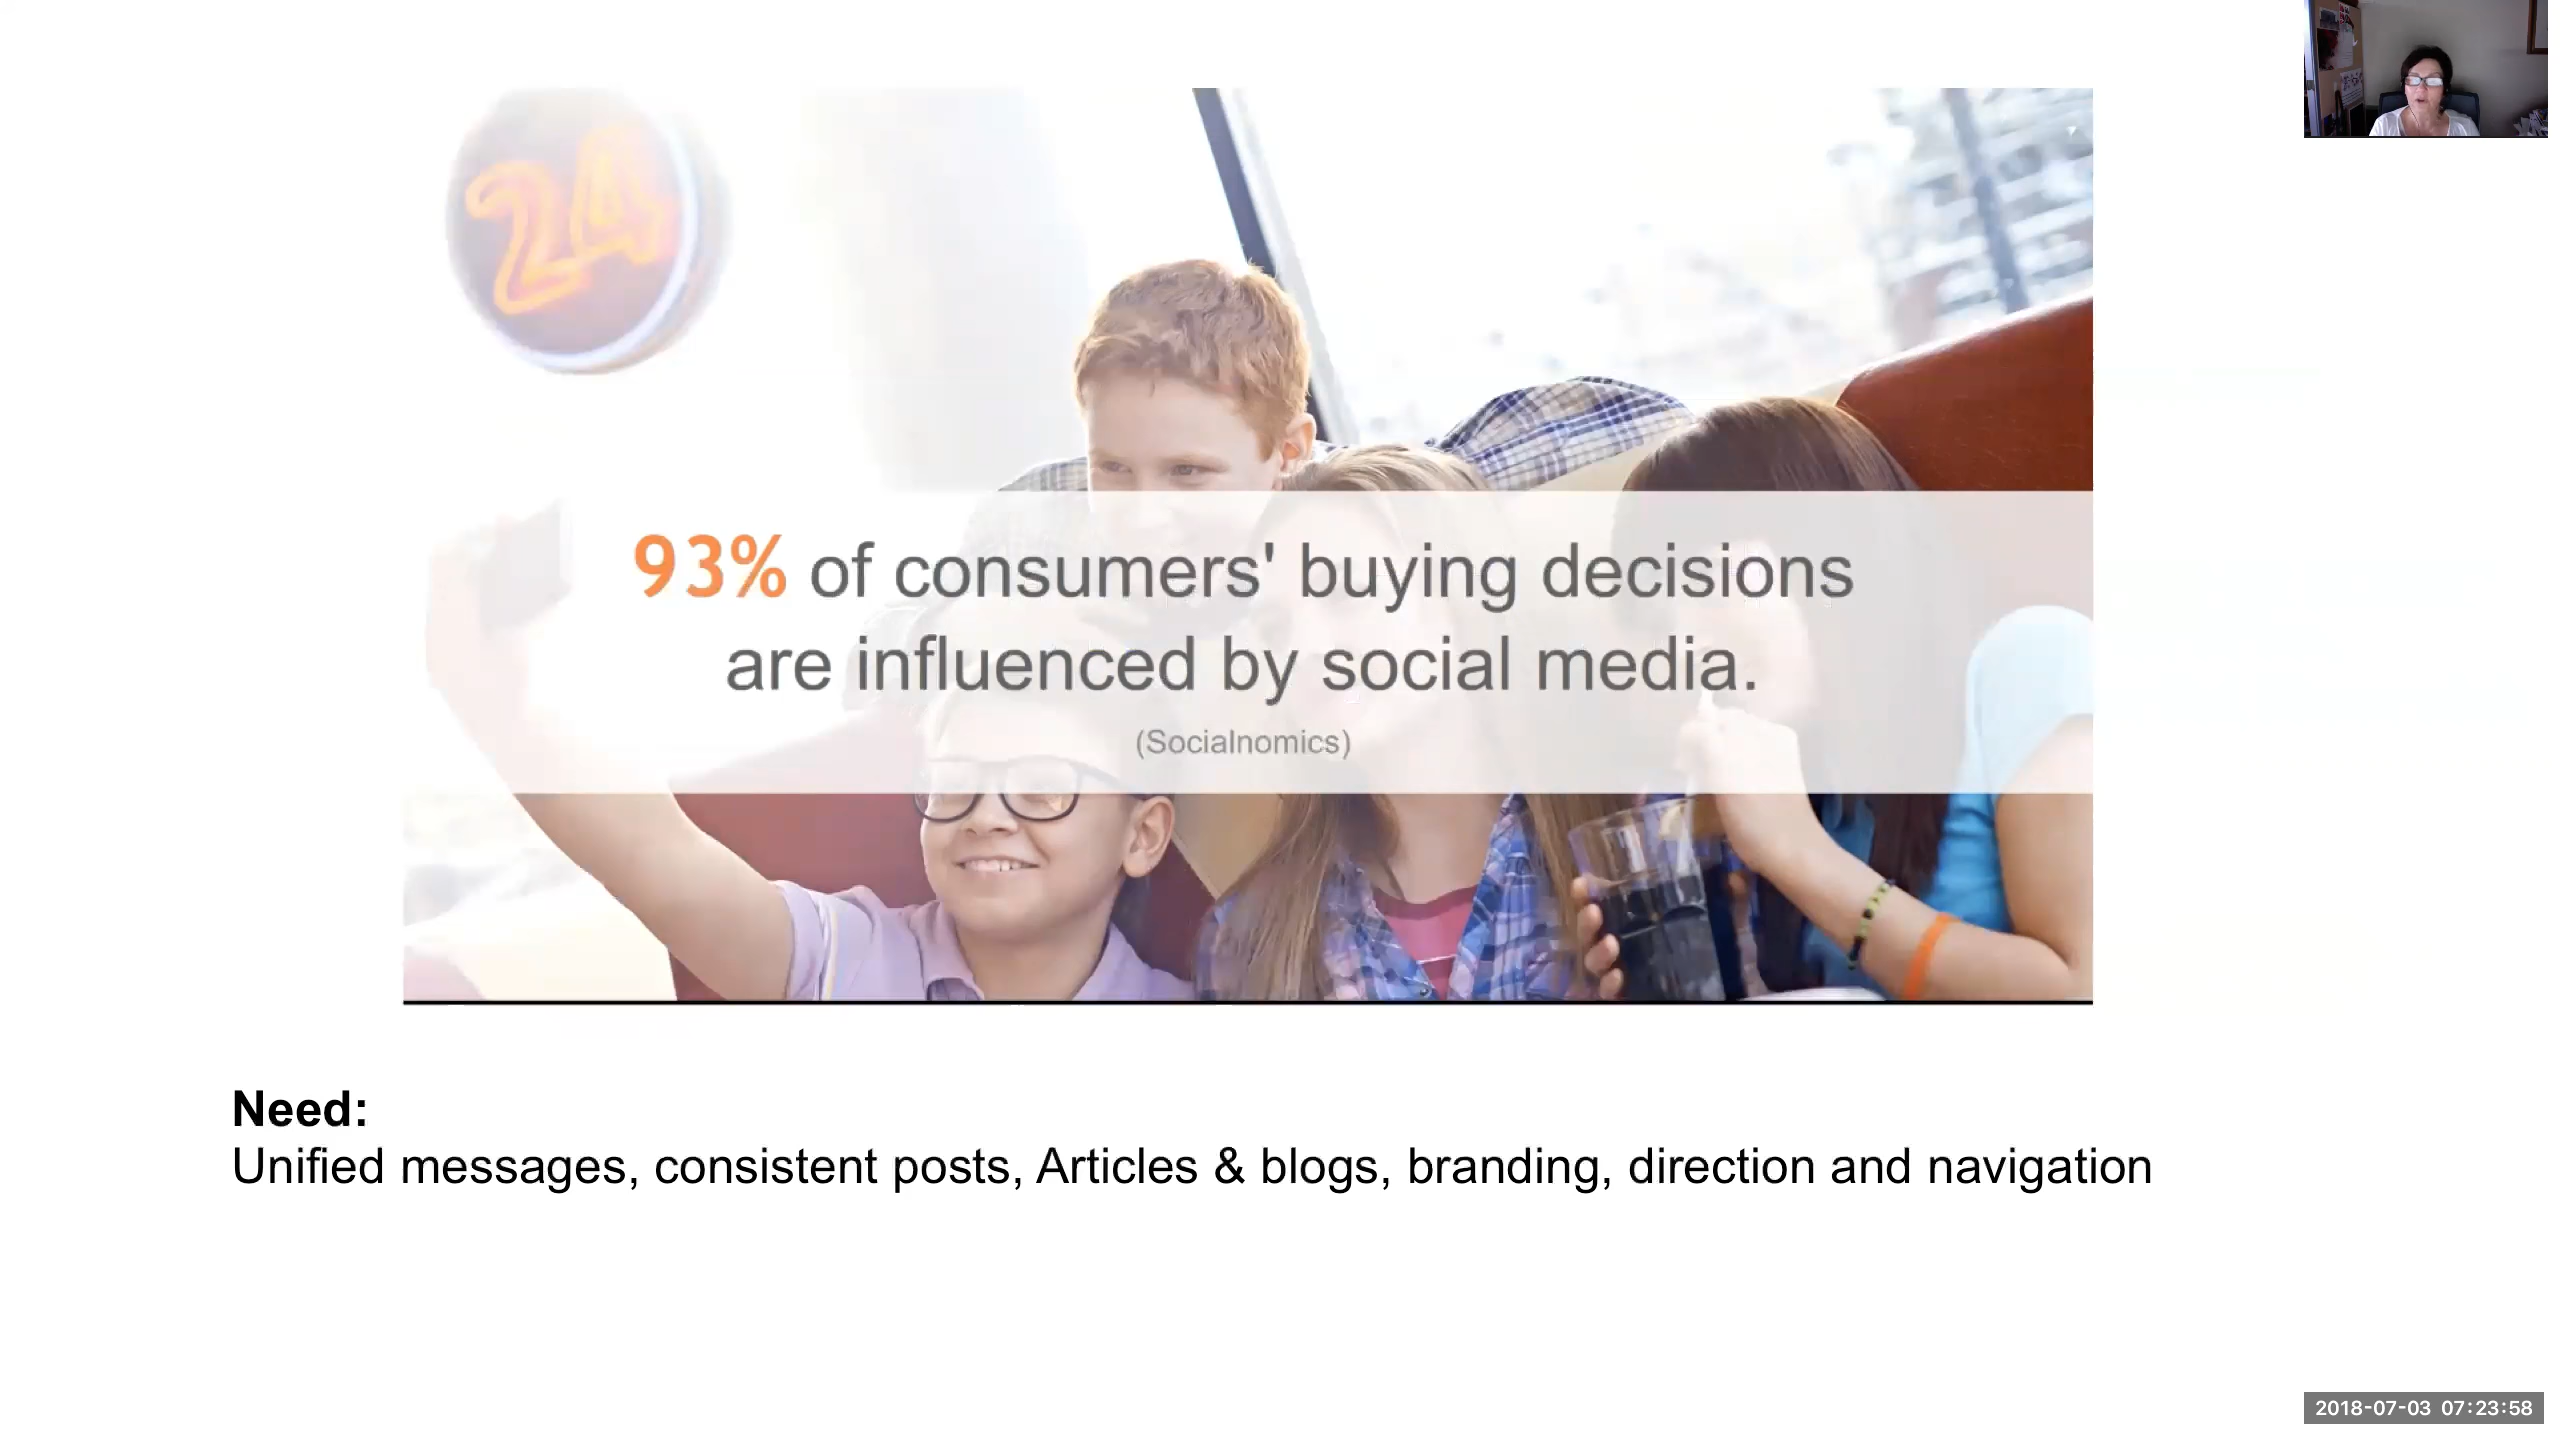 24
93% of consumers' buying decisions
are influenced by social media.
(Socialnomics)
Need:
Unified messages, consistent posts, Articles & blogs, branding, direction and navigation
2018-07-03 07:23:58